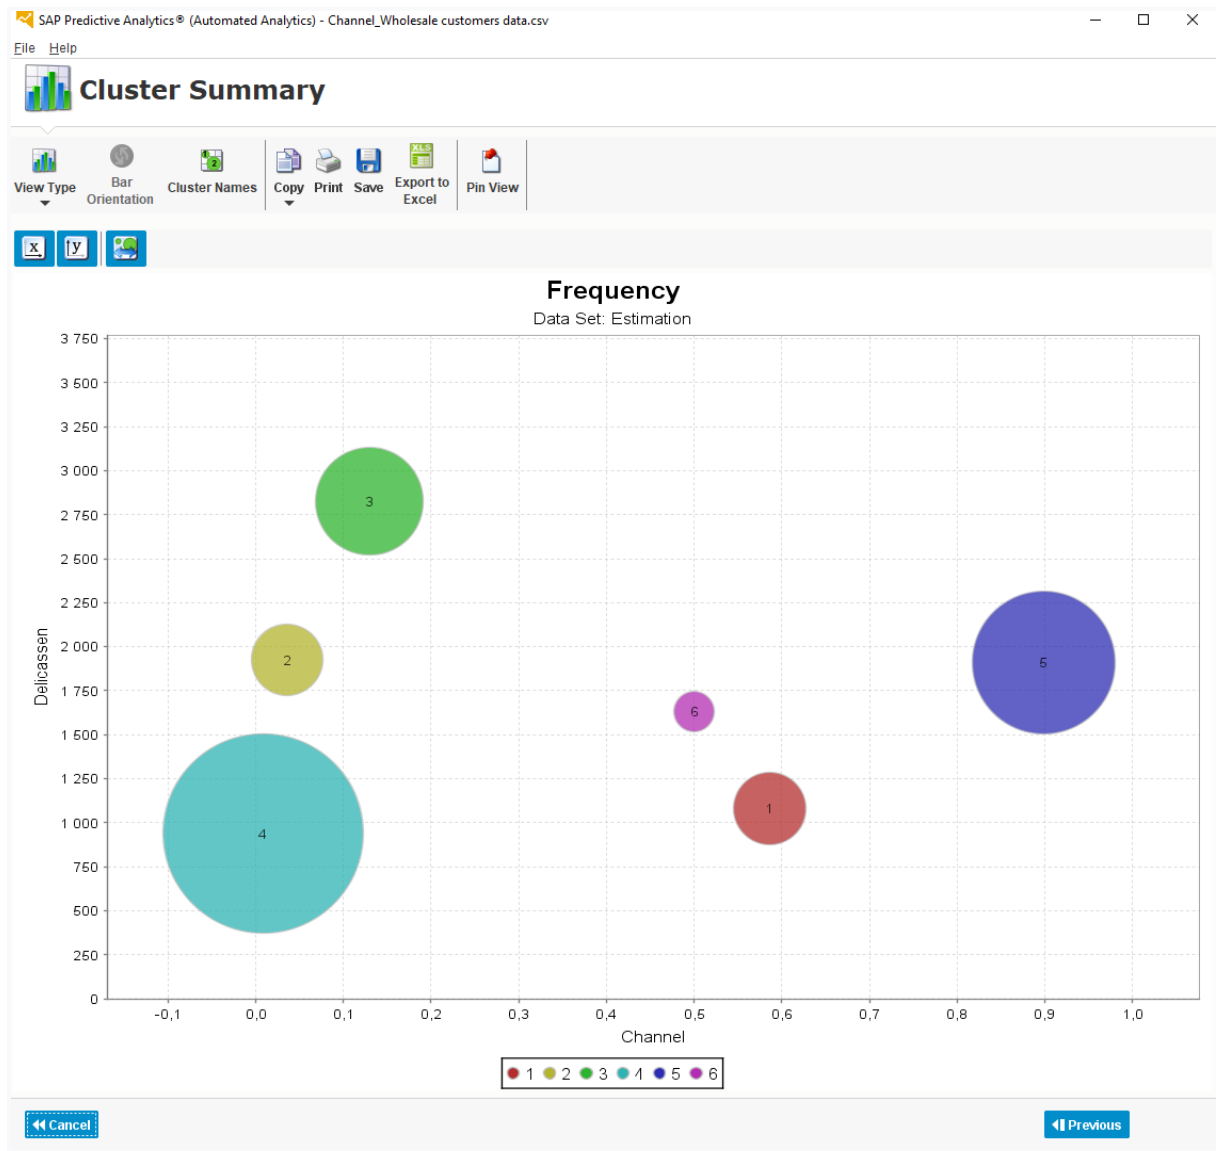 SAP Predictive Analytics® (Automated Analytics) - Channel_Wholesale customers data.csv
File Help
Cluster Summary
View Type
Bar Orientation
Cluster Names
Copy
Print
Save
XLS
Export to Excel
Pin View
x y
Frequency
Data Set: Estimation
3 750
3 500
3 250
3 000
2 750
2 500
2 250
2 000
1 750
1 500
1 250
1 000
750
500
250
0
Delicassen
3
2
5
6
1
4
-0,1 0,0 0,1 0,2 0,3 0,4 0,5 0,6 0,7 0,8 0,9 1,0
Channel
1 2 3 4 5 6
Cancel
Previous